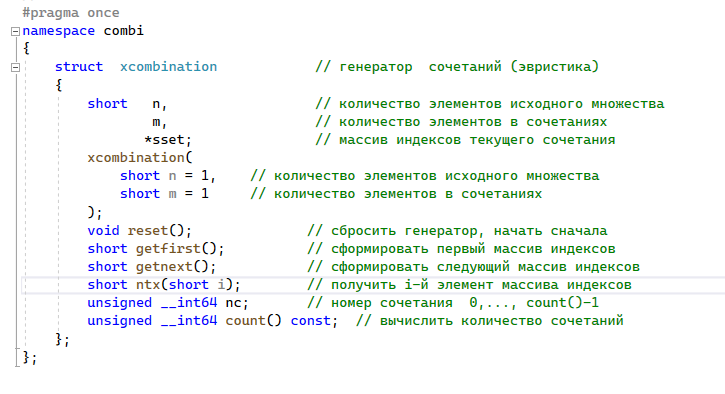 #pragma once
namespace combi
{
    struct  xcombination            // генератор  сочетаний (эвристика)
    {
        short   n,                  // количество элементов исходного множества
                m,                  // количество элементов в сочетаниях
               *sset;               // массив индексов текущего сочетания
        xcombination(
            short n = 1,    // количество элементов исходного множества
            short m = 1     // количество элементов в сочетаниях
        );
        void reset();              // сбросить генератор, начать сначала
        short getfirst();          // сформировать первый массив индексов
        short getnext();           // сформировать следующий массив индексов
        short ntx(short i);        // получить i-й элемент массива индексов
        unsigned __int64 nc;       // номер сочетания  0,..., count()-1
        unsigned __int64 count() const;  // вычислить количество сочетаний
    };
};